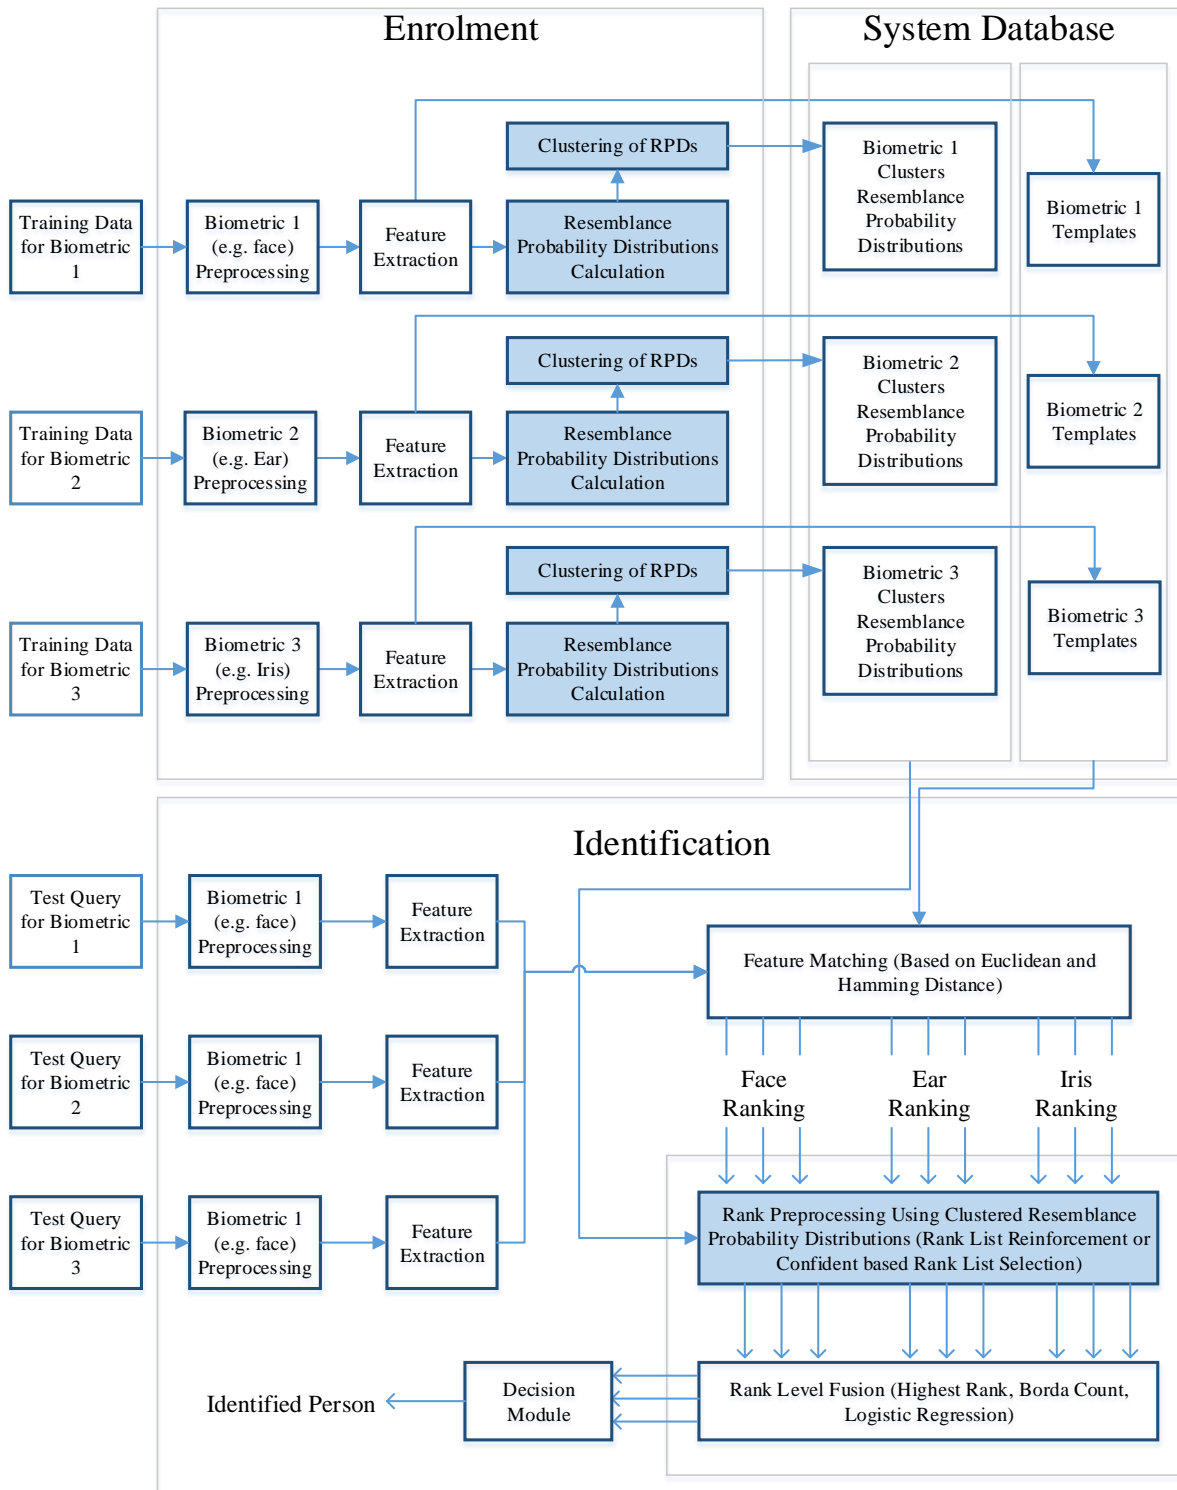 Enrolment
System Database
Clustering of RPDs
Biometric 1
Clusters
Resemblance
Probability
Distributions
Training Data
for Biometric
1
Biometric 1
(e.g. face)
Preprocessing
Feature
Extraction
Resemblance
Probability Distributions
Calculation
Biometric 1
Templates
Clustering of RPDs
Biometric 2
Clusters
Resemblance
Probability
Distributions
Training Data
for Biometric
2
Biometric 2
(e.g. Ear)
Preprocessing
Feature
Extraction
Resemblance
Probability Distributions
Calculation
Biometric 2
Templates
Clustering of RPDs
Biometric 3
Clusters
Resemblance
Probability
Distributions
Training Data
for Biometric
3
Biometric 3
(e.g. Iris)
Preprocessing
Feature
Extraction
Resemblance
Probability Distributions
Calculation
Biometric 3
Templates
Identification
Test Query
for Biometric
1
Biometric 1
(e.g. face)
Preprocessing
Feature
Extraction
Feature Matching (Based on Euclidean and
Hamming Distance)
Test Query
for Biometric
2
Biometric 1
(e.g. face)
Preprocessing
Feature
Extraction
Face
Ranking
Ear
Ranking
Iris
Ranking
Test Query
for Biometric
3
Biometric 1
(e.g. face)
Preprocessing
Feature
Extraction
Rank Preprocessing Using Clustered Resemblance
Probability Distributions (Rank List Reinforcement or
Confident based Rank List Selection)
Rank Level Fusion (Highest Rank, Borda Count,
Logistic Regression)
Decision
Module
Identified Person